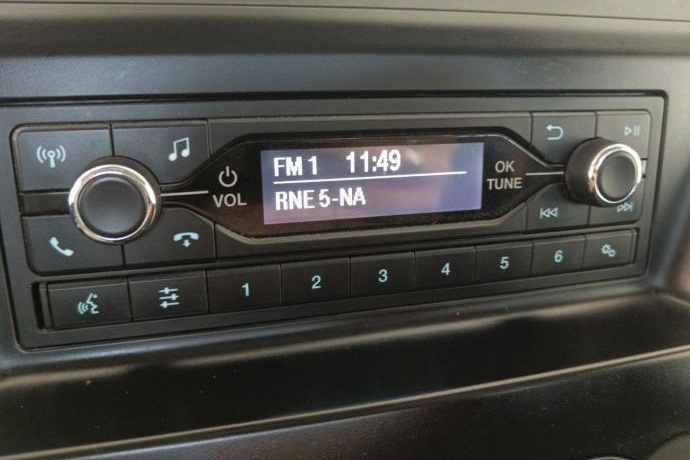 FM 1 11:49
RNE 5-NA
VOL
OK
TUNE
1 2 3 4 5 6